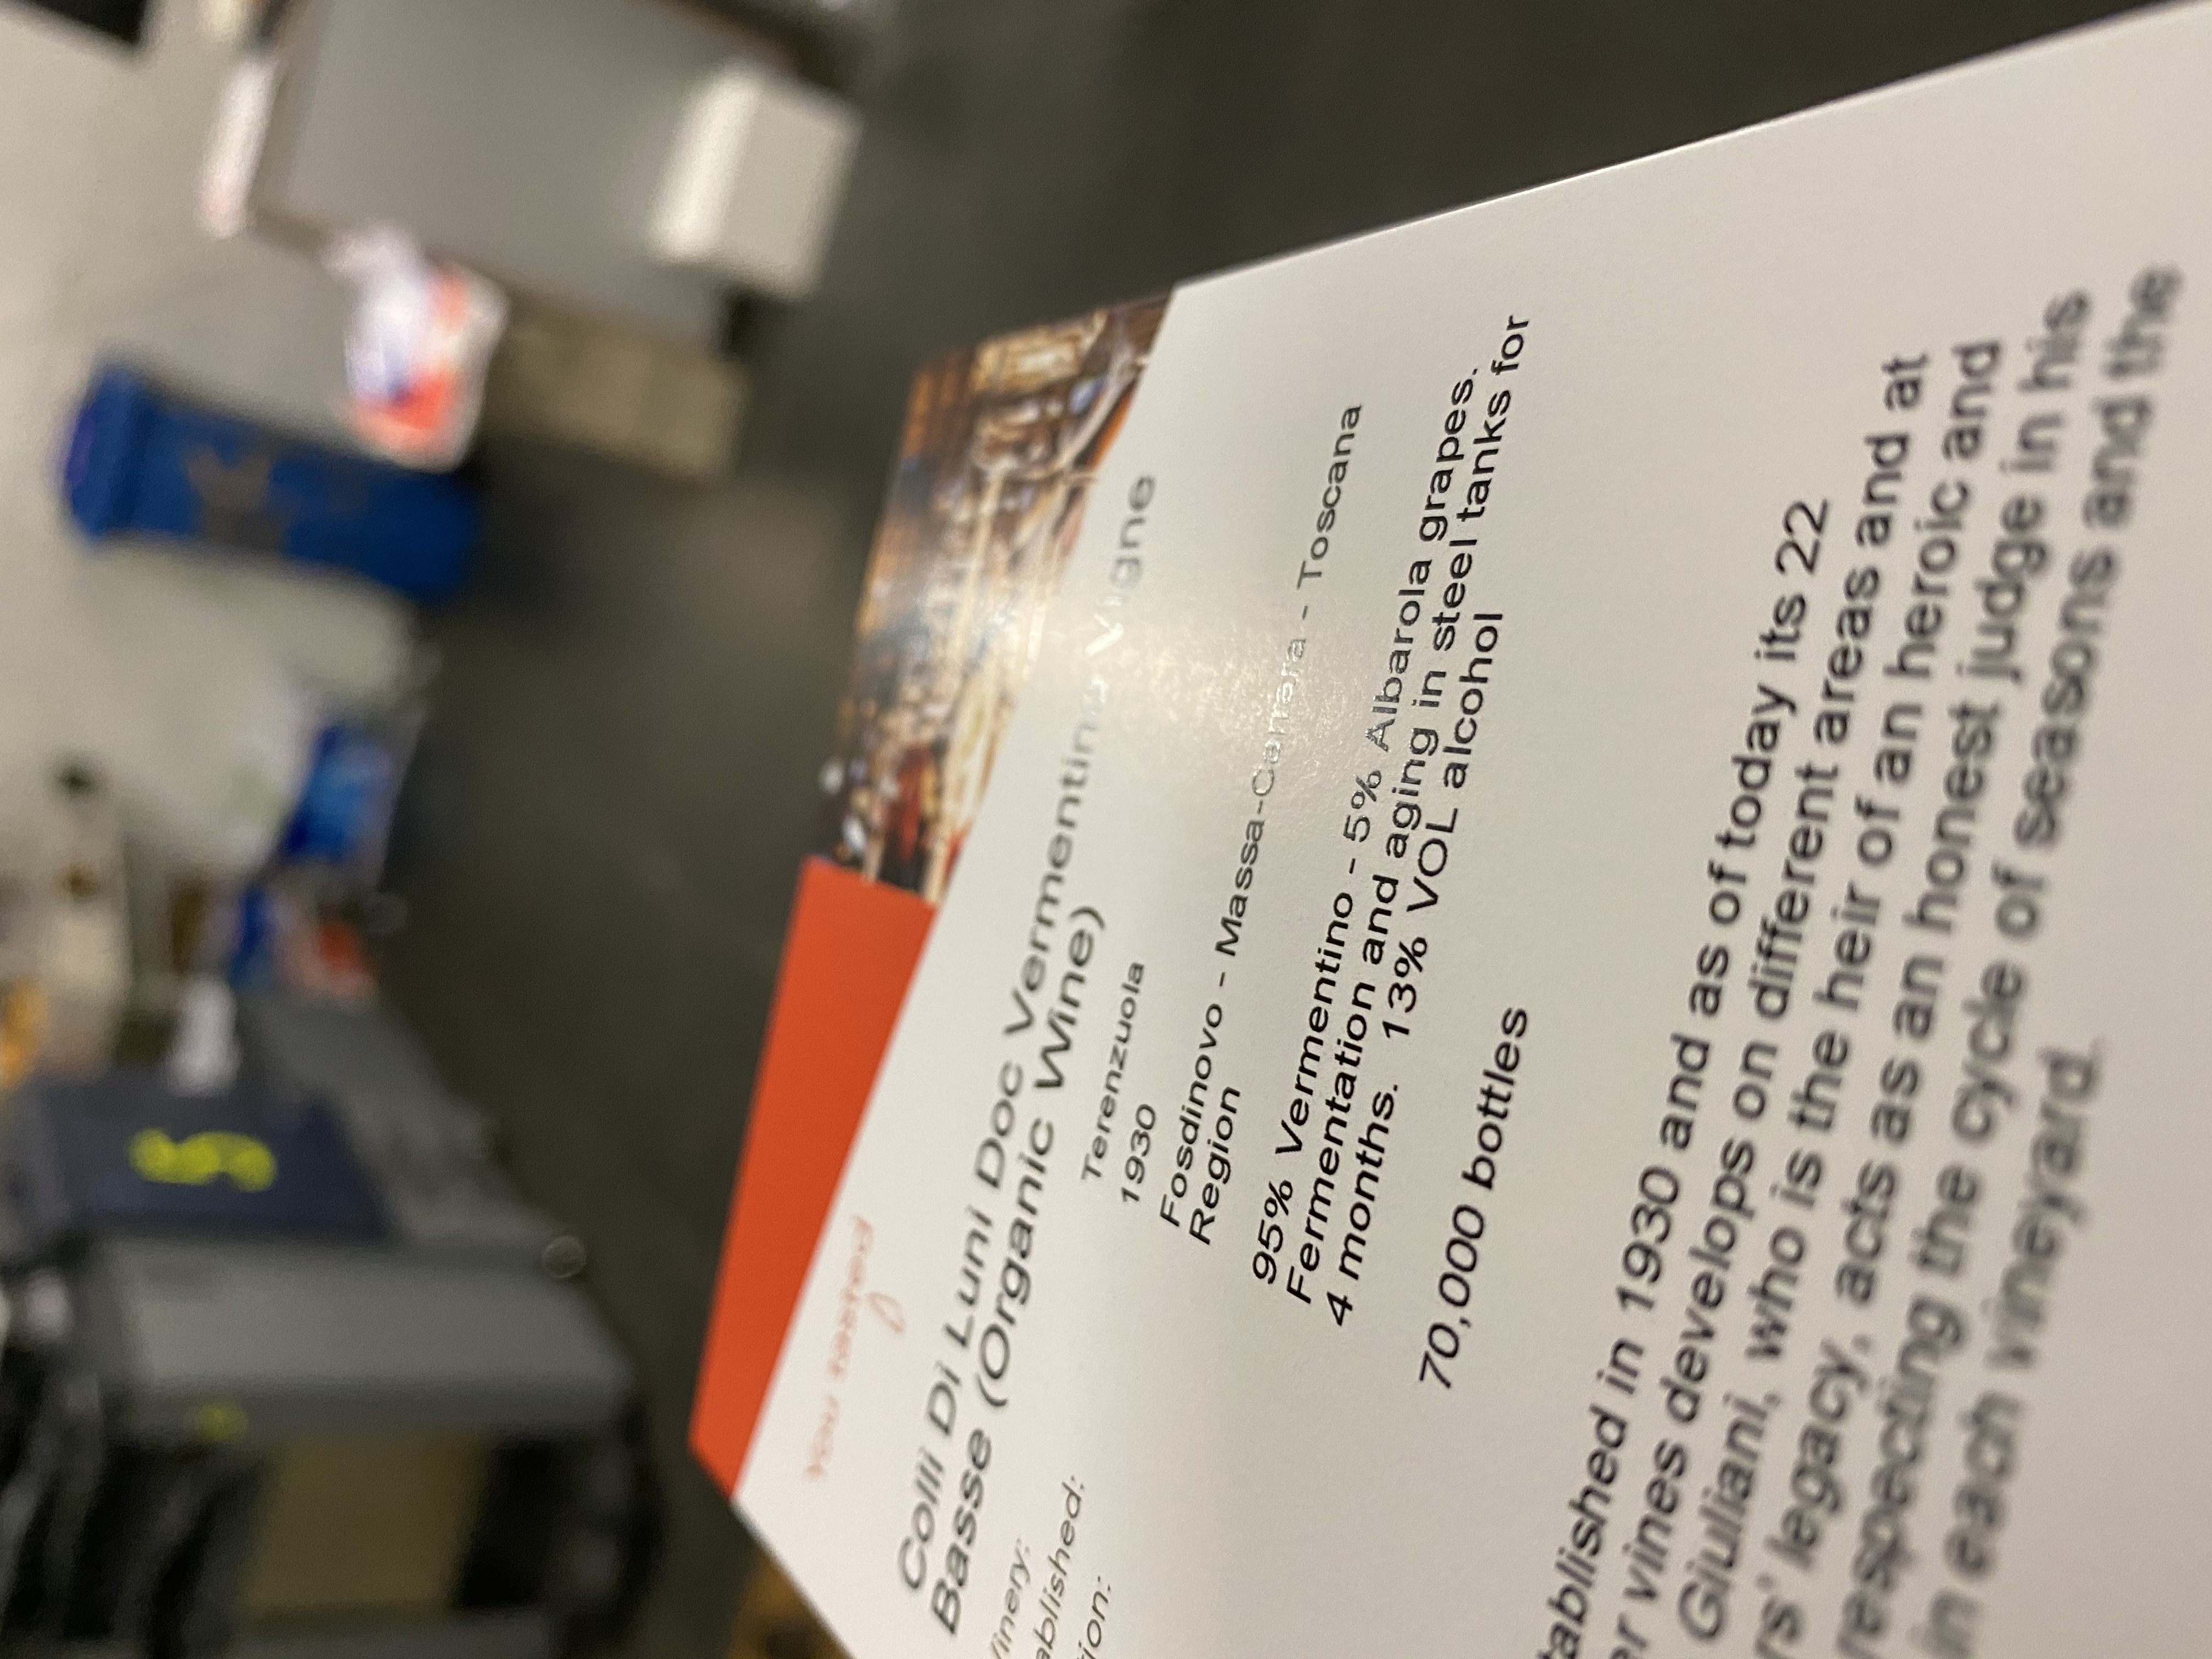 you tasted
Colli Di Luni Doc Vermentino Vigne
Basse (Organic Wine)
Winery:
Terenzuola
ablished:
1930
tion:
Fosdinovo - Massa-Carrara - Toscana
Region
95% Vermentino - 5% Albarola grapes.
Fermentation and aging in steel tanks for
4 months. 13% VOL alcohol
70,000 bottles
tablished in 1930 and as of today its 22
er vines develops on different areas and at
Giuliani, who is the heir of an heroic and
rs' legacy, acts as an honest judge in his
respecting the cycle of seasons and the
in each vineyard.